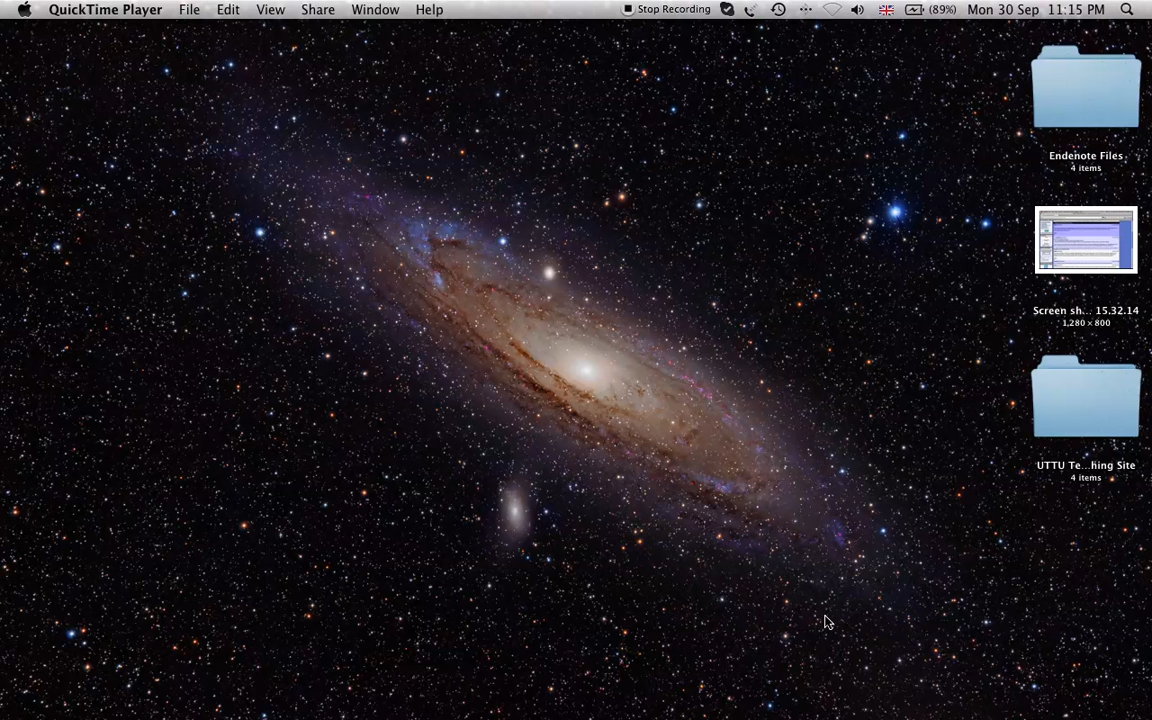 QuickTime Player File Edit View Share Window Help Stop Recording (89%) Mon 30 Sep 11:15 PM
Endenote Files
4 items
Screen sh... 15.32.14
1,280 × 800
UTTU Te...hing Site
4 items